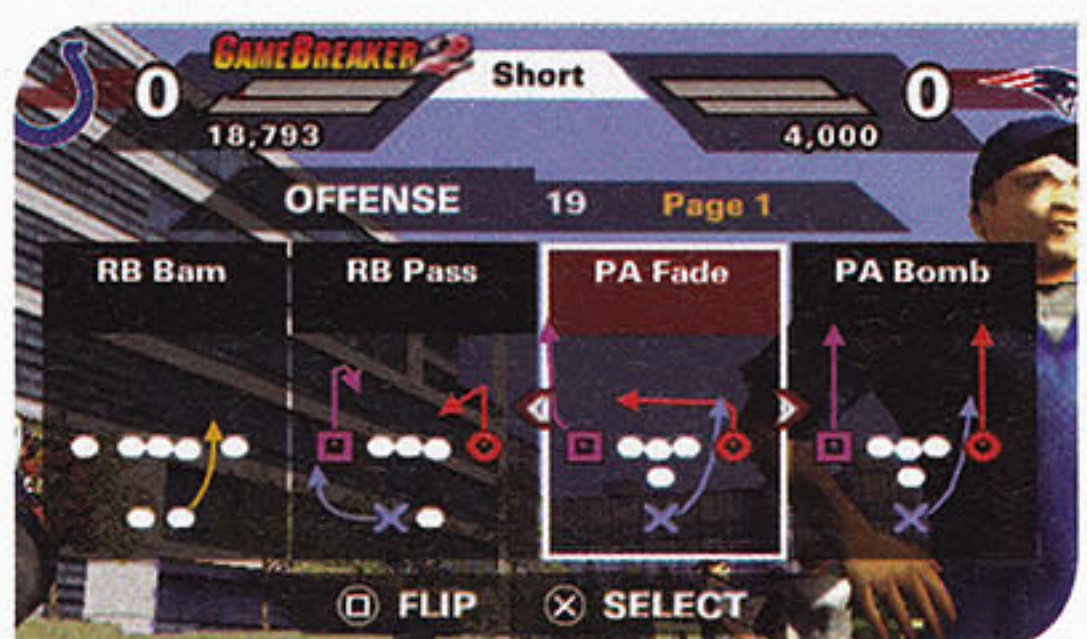 GAMEBREAKER 2
0 Short 0
18,793 4,000
OFFENSE 19 Page 1
RB Bam RB Pass PA Fade PA Bomb
FLIP SELECT